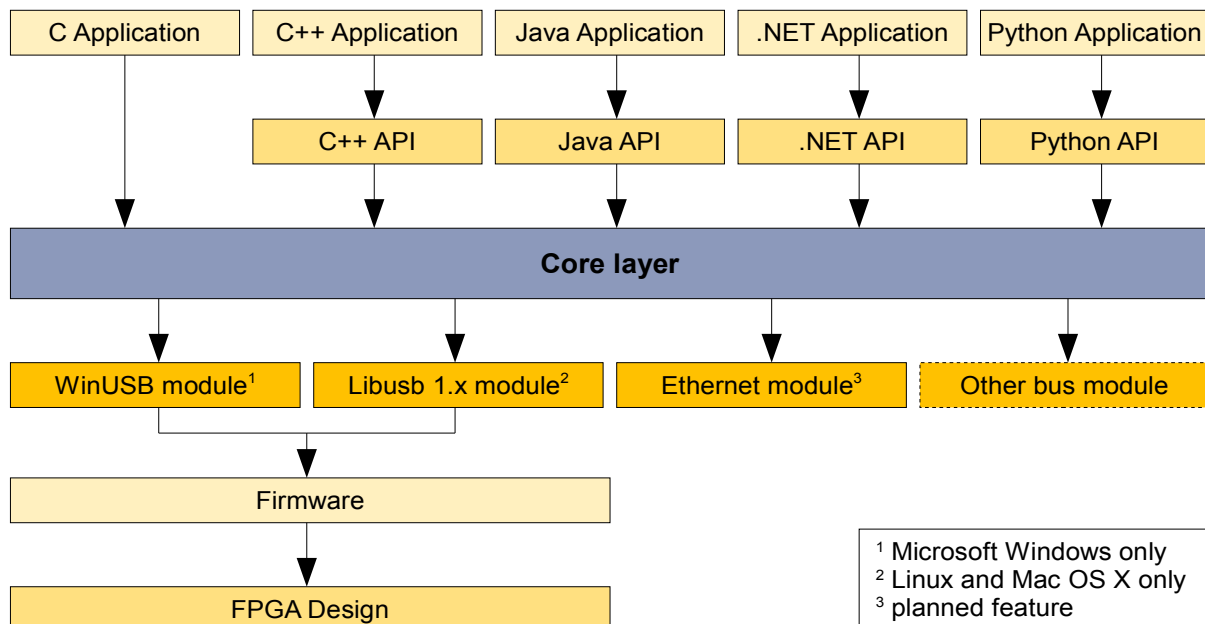 C Application
C++ Application
Java Application
.NET Application
Python Application
C++ API
Java API
.NET API
Python API
Core layer
WinUSB module¹
Libusb 1.x module²
Ethernet module³
Other bus module
Firmware
FPGA Design
¹ Microsoft Windows only
² Linux and Mac OS X only
³ planned feature